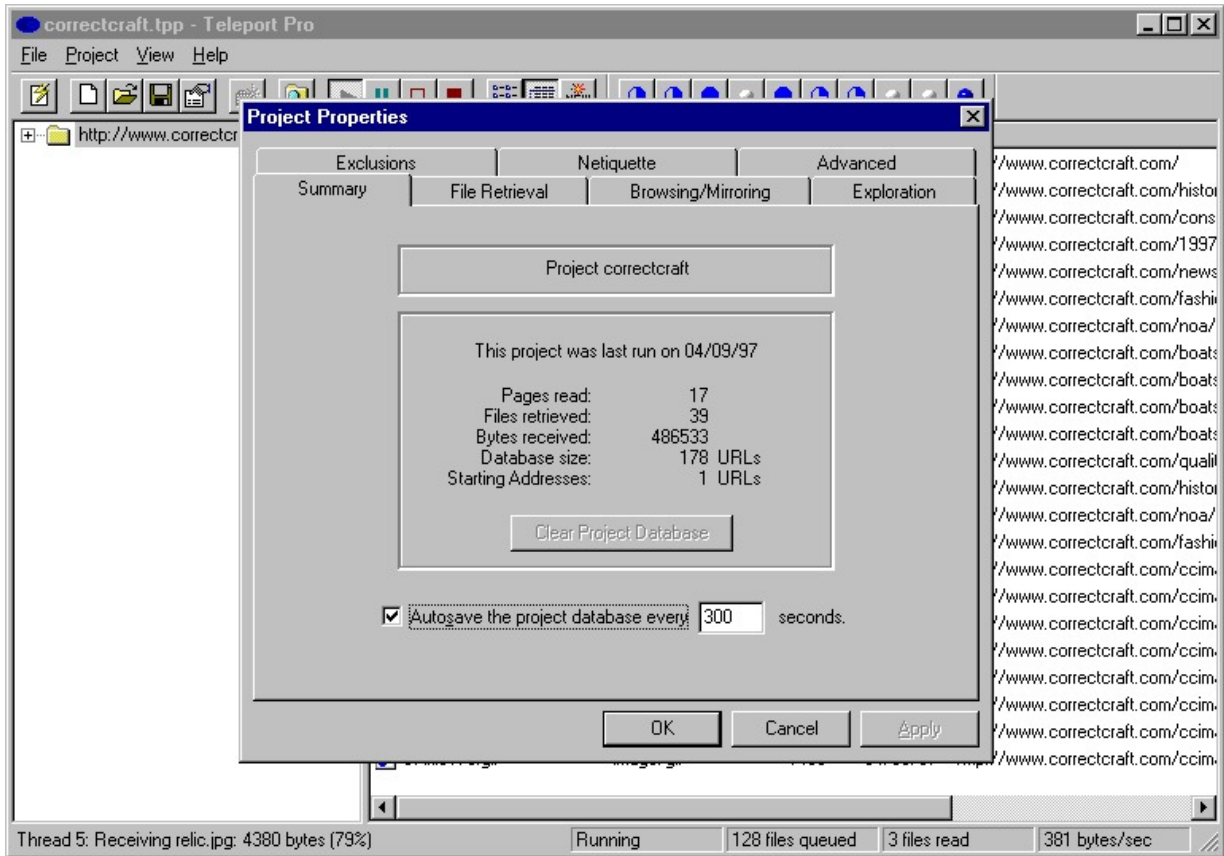 correctcraft.tpp - Teleport Pro
File Project View Help
http://www.correctcr
Project Properties
Exclusions Netiquette Advanced
Summary File Retrieval Browsing/Mirroring Exploration
Project correctcraft
This project was last run on 04/09/97
Pages read: 17
Files retrieved: 39
Bytes received: 486533
Database size: 178 URLs
Starting Addresses: 1 URLs
Clear Project Database
Autosave the project database every 300 seconds.
OK Cancel Apply
//www.correctcraft.com/
//www.correctcraft.com/histor
//www.correctcraft.com/cons
//www.correctcraft.com/1997
//www.correctcraft.com/news
//www.correctcraft.com/fashi
//www.correctcraft.com/noa/
//www.correctcraft.com/boats
//www.correctcraft.com/boats
//www.correctcraft.com/boats
//www.correctcraft.com/boats
//www.correctcraft.com/qualit
//www.correctcraft.com/histor
//www.correctcraft.com/noa/
//www.correctcraft.com/fashi
//www.correctcraft.com/ccim
//www.correctcraft.com/ccim
//www.correctcraft.com/ccim
//www.correctcraft.com/ccim
//www.correctcraft.com/ccim
//www.correctcraft.com/ccim
//www.correctcraft.com/ccim
//www.correctcraft.com/ccim
Thread 5: Receiving relic.jpg: 4380 bytes (79%) Running 128 files queued 3 files read 381 bytes/sec